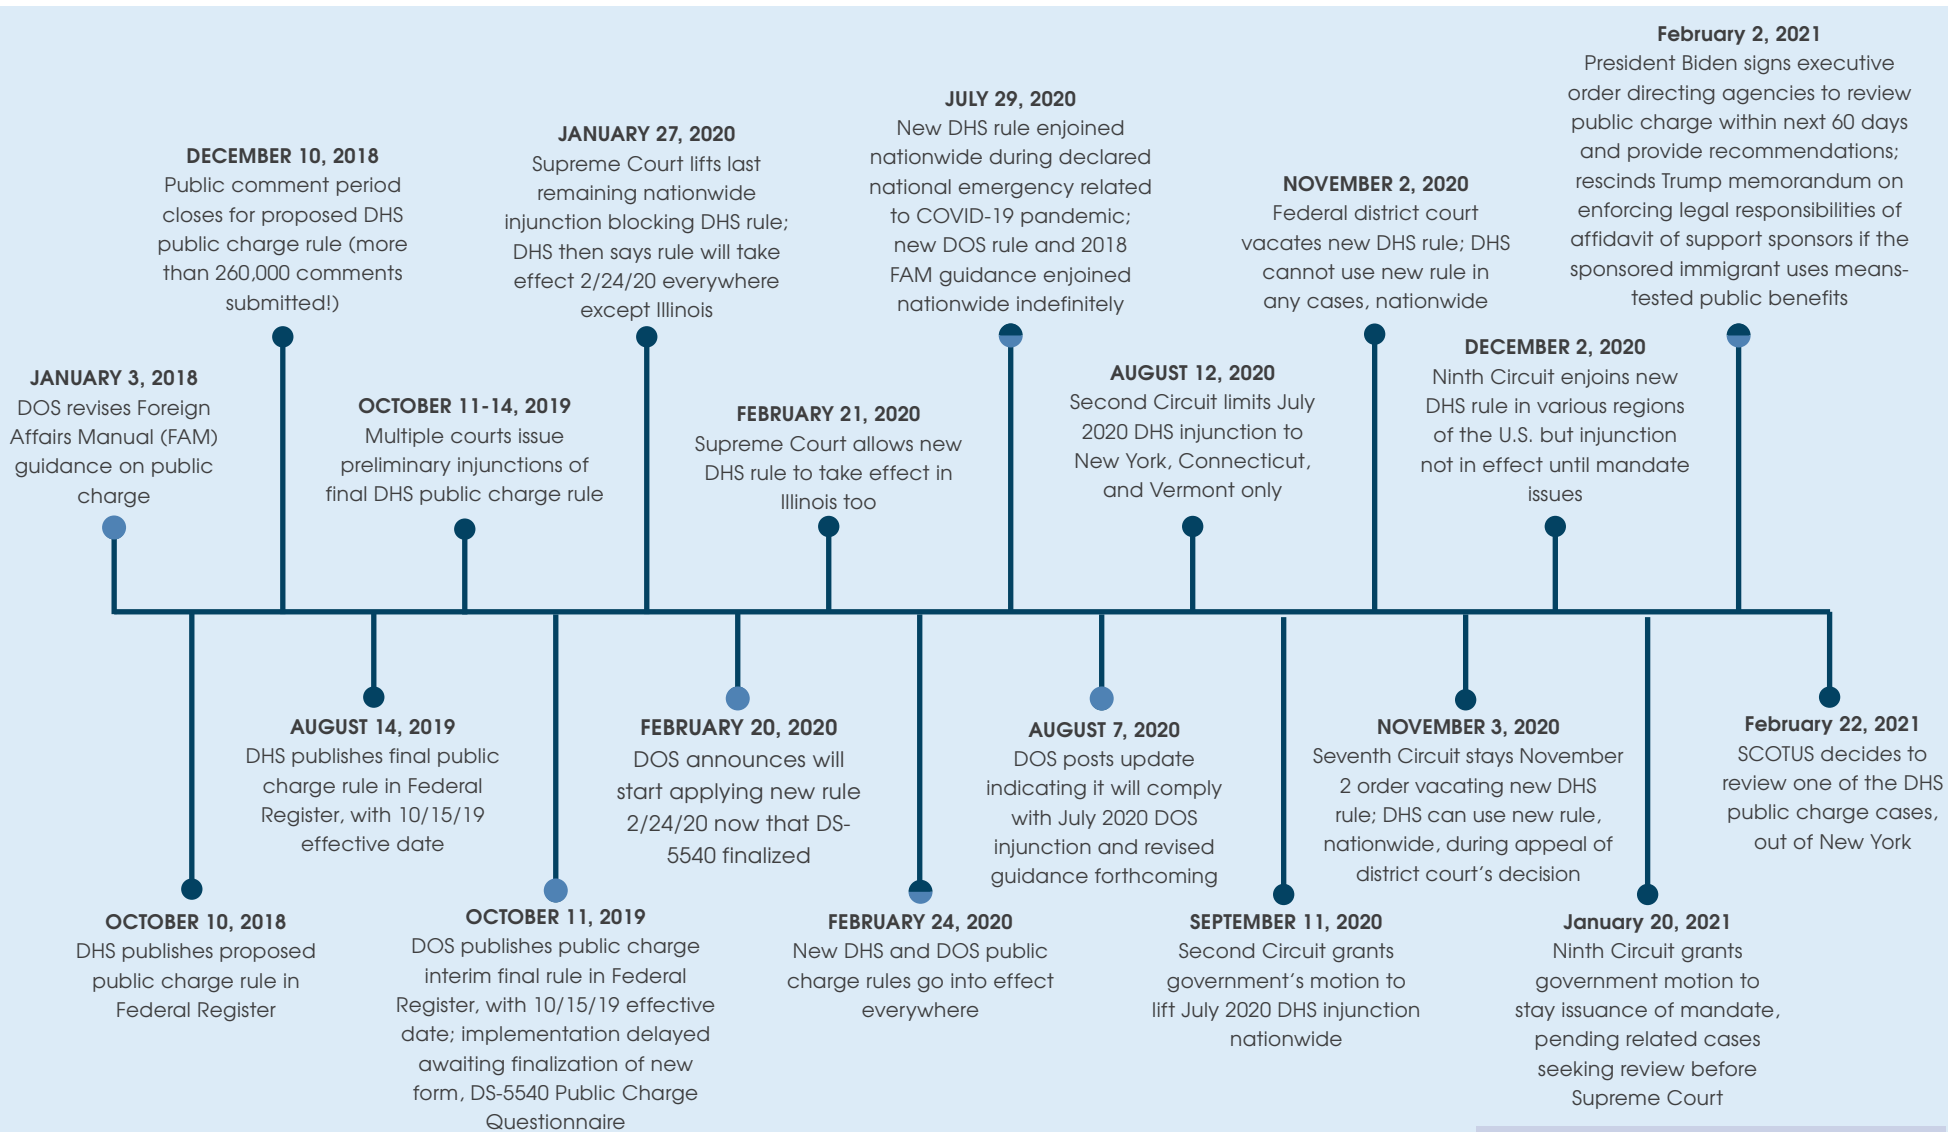 JANUARY 3, 2018
DOS revises Foreign
Affairs Manual (FAM)
guidance on public
charge
OCTOBER 10, 2018
DHS publishes proposed
public charge rule in
Federal Register
DECEMBER 10, 2018
Public comment period
closes for proposed DHS
public charge rule (more
than 260,000 comments
submitted!)
AUGUST 14, 2019
DHS publishes final public
charge rule in Federal
Register, with 10/15/19
effective date
OCTOBER 11-14, 2019
Multiple courts issue
preliminary injunctions of
final DHS public charge rule
OCTOBER 11, 2019
DOS publishes public charge
interim final rule in Federal
Register, with 10/15/19 effective
date; implementation delayed
awaiting finalization of new
form, DS-5540 Public Charge
Questionnaire
JANUARY 27, 2020
Supreme Court lifts last
remaining nationwide
injunction blocking DHS rule;
DHS then says rule will take
effect 2/24/20 everywhere
except Illinois
FEBRUARY 20, 2020
DOS announces will
start applying new rule
2/24/20 now that DS-
5540 finalized
FEBRUARY 21, 2020
Supreme Court allows new
DHS rule to take effect in
Illinois too
FEBRUARY 24, 2020
New DHS and DOS public
charge rules go into effect
everywhere
JULY 29, 2020
New DHS rule enjoined
nationwide during declared
national emergency related
to COVID-19 pandemic;
new DOS rule and 2018
FAM guidance enjoined
nationwide indefinitely
AUGUST 7, 2020
DOS posts update
indicating it will comply
with July 2020 DOS
injunction and revised
guidance forthcoming
AUGUST 12, 2020
Second Circuit limits July
2020 DHS injunction to
New York, Connecticut,
and Vermont only
SEPTEMBER 11, 2020
Second Circuit grants
government's motion to
lift July 2020 DHS injunction
nationwide
NOVEMBER 2, 2020
Federal district court
vacates new DHS rule; DHS
cannot use new rule in
any cases, nationwide
NOVEMBER 3, 2020
Seventh Circuit stays November
2 order vacating new DHS
rule; DHS can use new rule,
nationwide, during appeal of
district court's decision
DECEMBER 2, 2020
Ninth Circuit enjoins new
DHS rule in various regions
of the U.S. but injunction
not in effect until mandate
issues
January 20, 2021
Ninth Circuit grants
government motion to
stay issuance of mandate,
pending related cases
seeking review before
Supreme Court
February 2, 2021
President Biden signs executive
order directing agencies to review
public charge within next 60 days
and provide recommendations;
rescinds Trump memorandum on
enforcing legal responsibilities of
affidavit of support sponsors if the
sponsored immigrant uses means-
tested public benefits
February 22, 2021
SCOTUS decides to
review one of the DHS
public charge cases,
out of New York